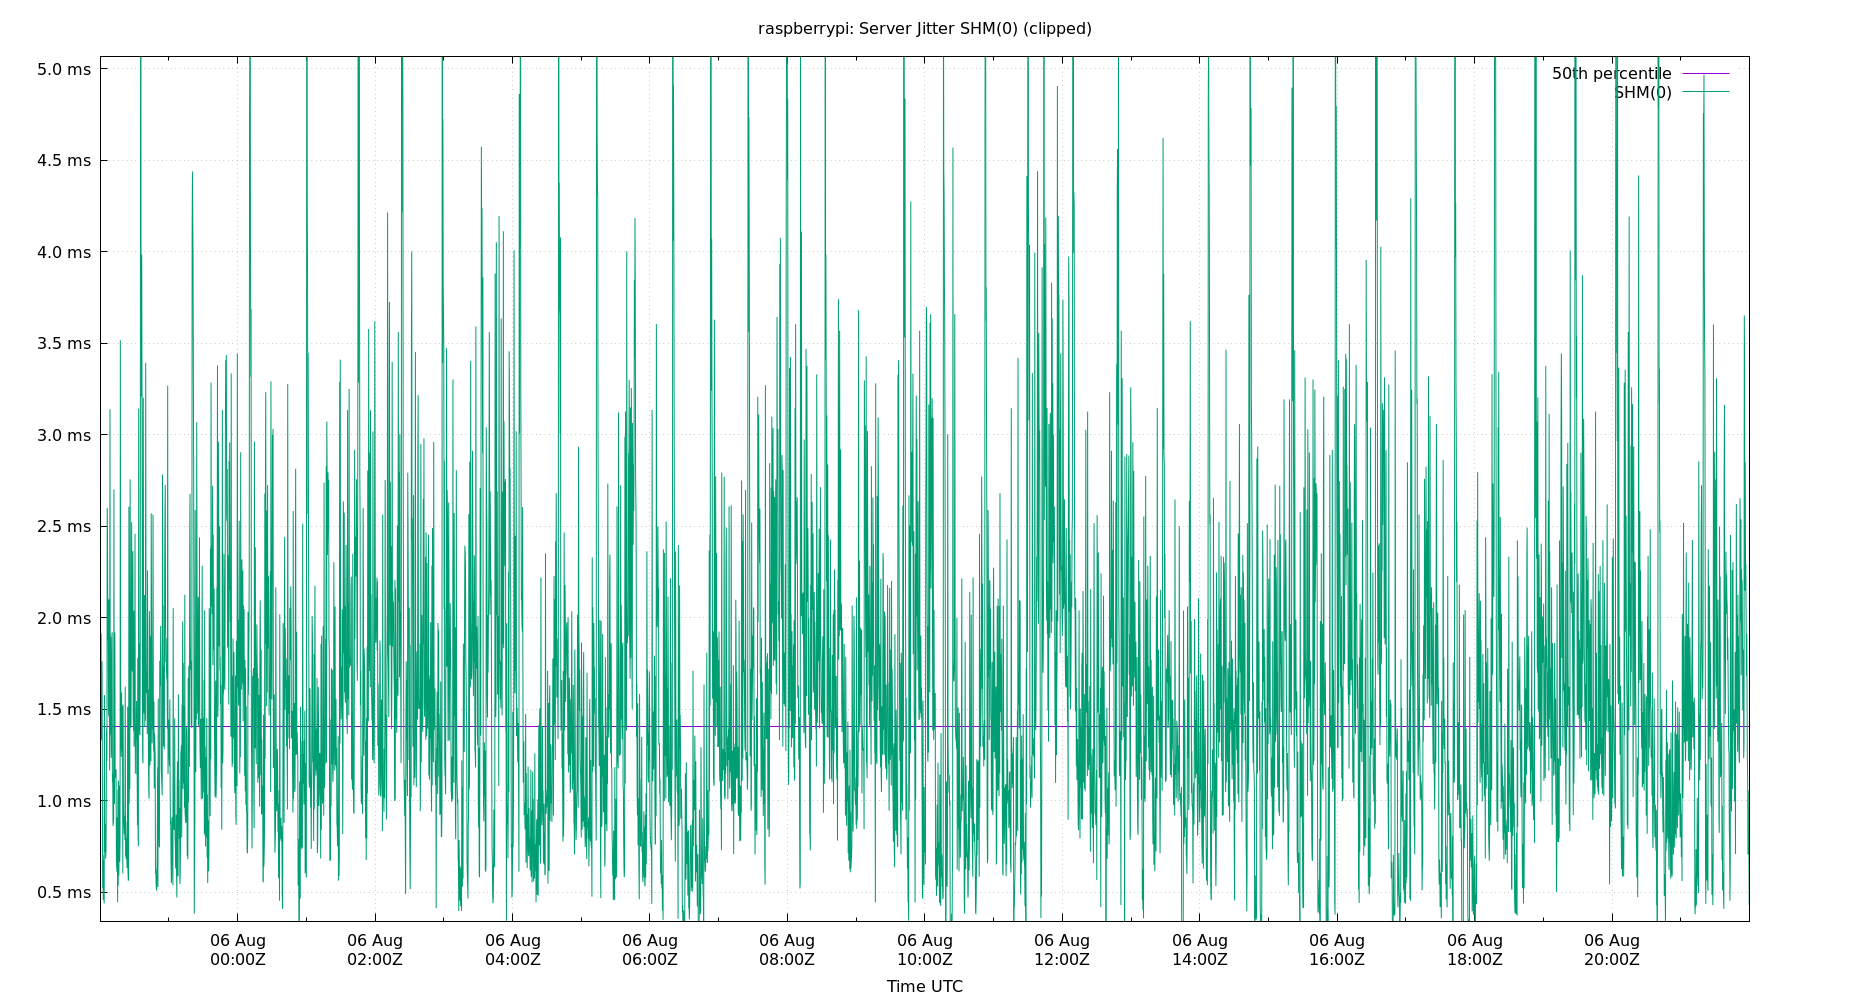 raspberrypi: Server Jitter SHM(0) (clipped)
50th percentile
SHM(0)
5.0 ms
4.5 ms
4.0 ms
3.5 ms
3.0 ms
2.5 ms
2.0 ms
1.5 ms
1.0 ms
0.5 ms
06 Aug 06 Aug 06 Aug 06 Aug 06 Aug 06 Aug 06 Aug 06 Aug 06 Aug 06 Aug 06 Aug
00:00Z 02:00Z 04:00Z 06:00Z 08:00Z 10:00Z 12:00Z 14:00Z 16:00Z 18:00Z 20:00Z
Time UTC